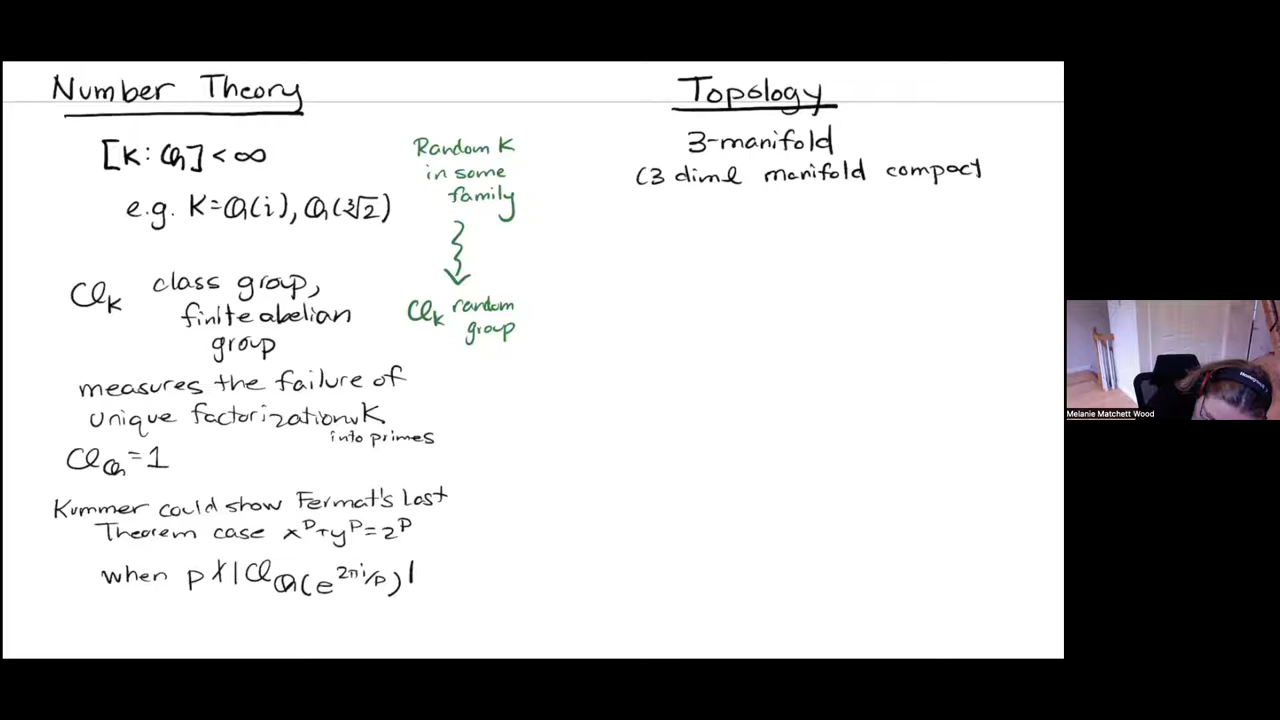 Number Theory
[K:ℚ] < ∞
e.g. K=ℚ(i), ℚ(∛2)
Random K
in some
family
Cl_K random
group
Cl_K class group,
finite abelian
group
measures the failure of
unique factorization K
into primes
Cl_ℚ = 1
Kummer could show Fermat's Last
Theorem case x^p+y^p=z^p
when p ∤ |Cl_ℚ(e^{2πi/p})|
Topology
3-manifold
(3 dim'l manifold compact
Melanie Matchett Wood